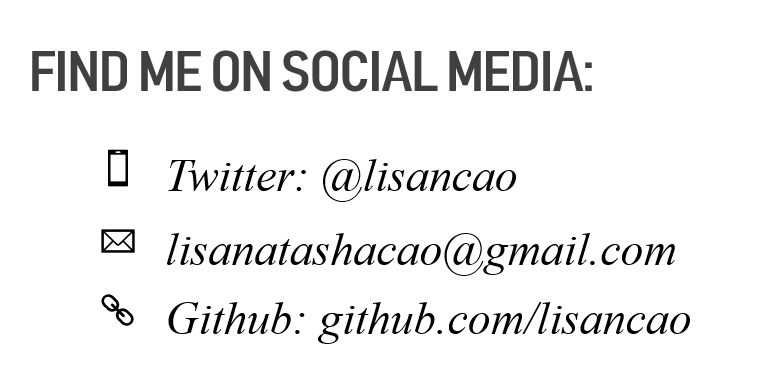 FIND ME ON SOCIAL MEDIA:
Twitter: @lisancao
lisanatashacao@gmail.com
Github: github.com/lisancao